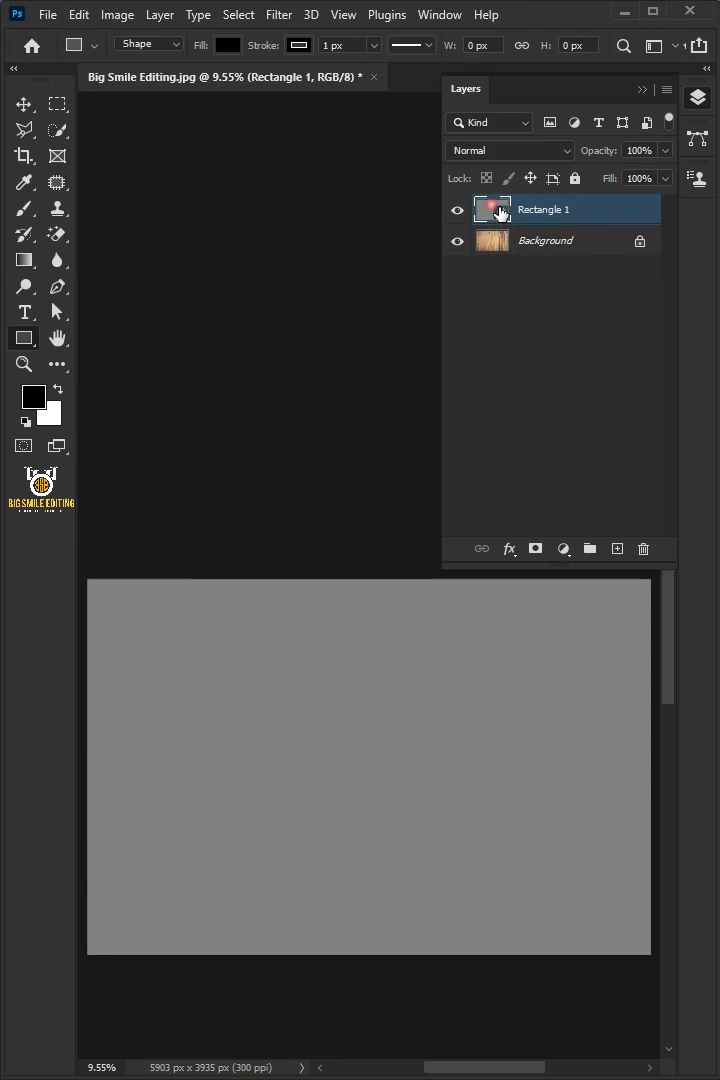 Ps File Edit Image Layer Type Select Filter 3D View Plugins Window Help
Shape Fill: Stroke: 1 px W: 0 px H: 0 px
Big Smile Editing.jpg @ 9.55% (Rectangle 1, RGB/8) *
Layers
Kind
Normal Opacity: 100%
Lock: Fill: 100%
Rectangle 1
Background
BIG SMILE EDITING
9.55% 5903 px x 3935 px (300 ppi)